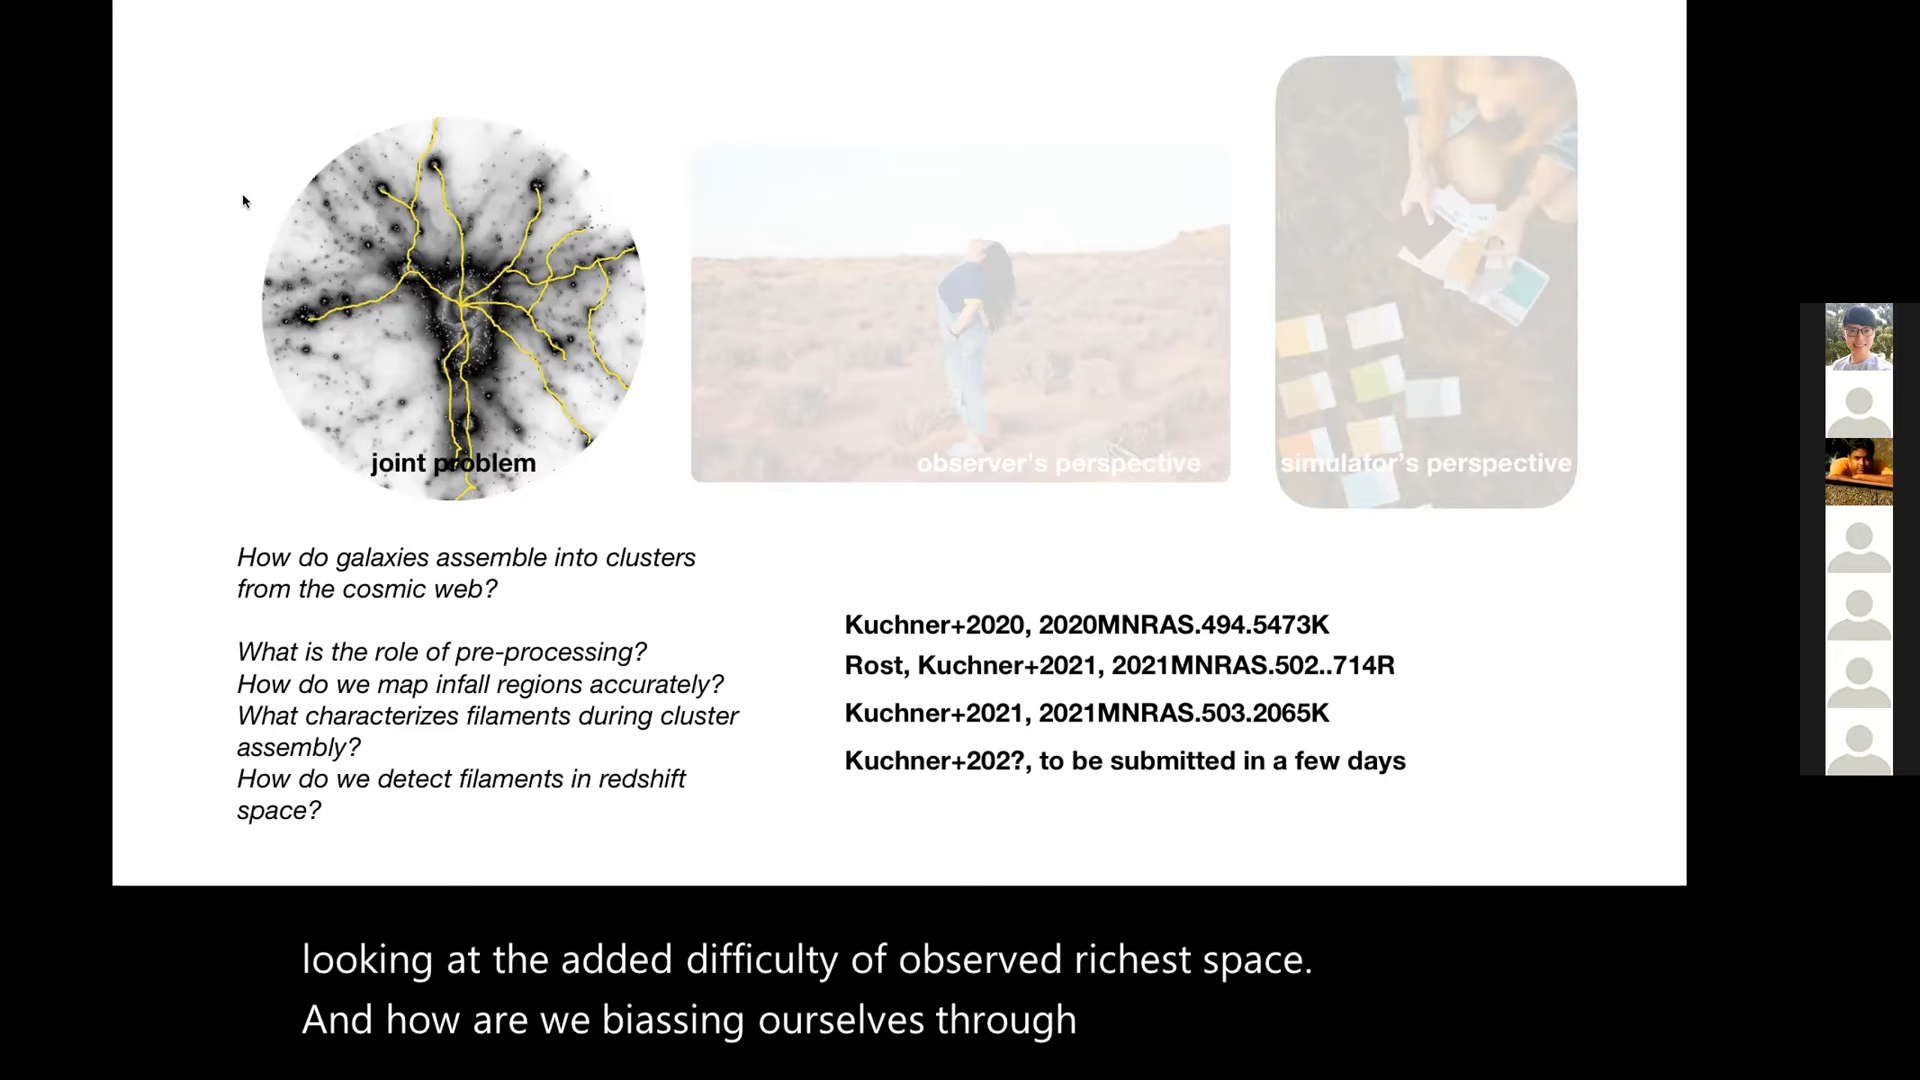 joint problem
observer's perspective
simulator's perspective
How do galaxies assemble into clusters
from the cosmic web?
What is the role of pre-processing?
How do we map infall regions accurately?
What characterizes filaments during cluster
assembly?
How do we detect filaments in redshift
space?
Kuchner+2020, 2020MNRAS.494.5473K
Rost, Kuchner+2021, 2021MNRAS.502..714R
Kuchner+2021, 2021MNRAS.503.2065K
Kuchner+202?, to be submitted in a few days
looking at the added difficulty of observed richest space.
And how are we biassing ourselves through